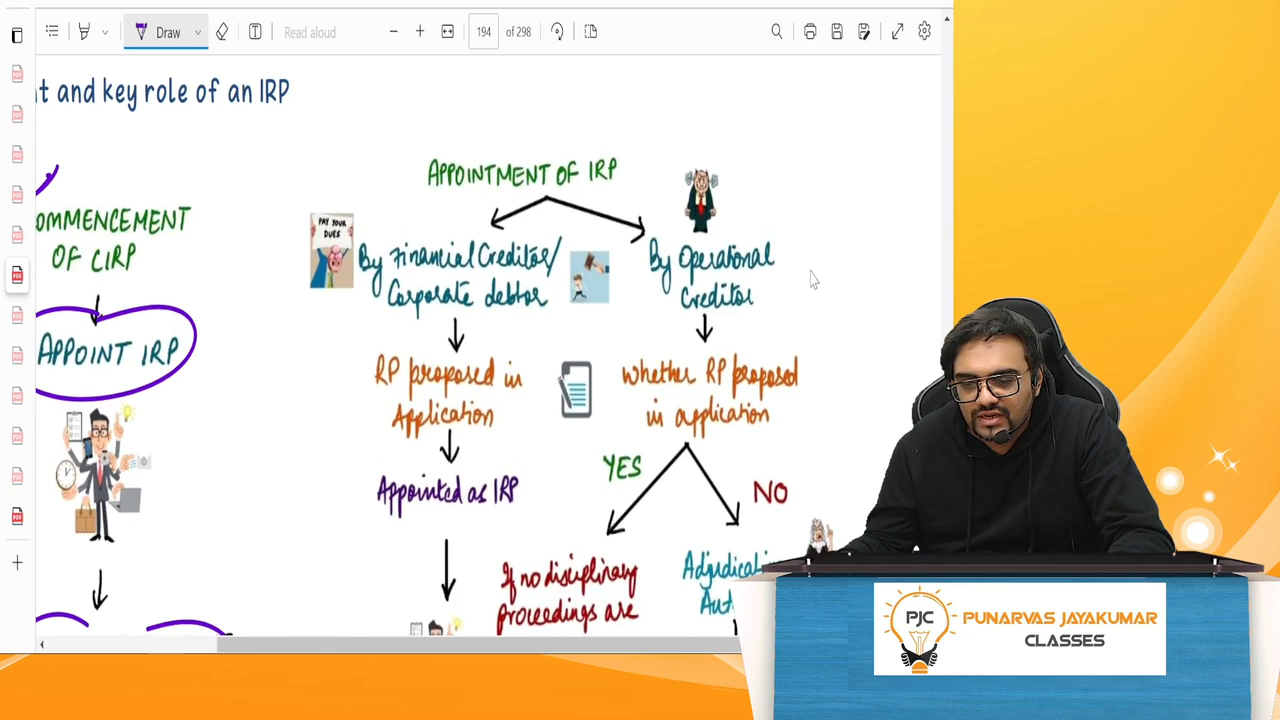 Draw
Read aloud
194
of 298
nt and key role of an IRP
COMMENCEMENT
OF CIRP
APPOINT IRP
APPOINTMENT OF IRP
PAY YOUR
DUES
By Financial Creditor/
Corporate debtor
By Operational
Creditor
RP proposed in
Application
whether RP proposed
in application
Appointed as IRP
YES
NO
If no disciplinary
proceedings are
Adjudicati
Aut
PJC
PUNARVAS JAYAKUMAR
CLASSES